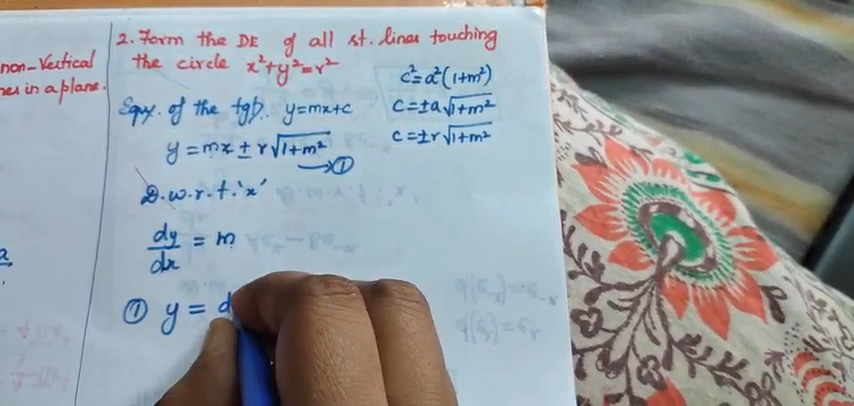 non-Vertical
nes in a plane.
2. Form the DE of all st. lines touching
the circle x²+y²=r²
Eqn. of the tgt. y=mx+c
y = mx ± r√1+m²
→①
D.w.r.t. 'x'
dy/dx = m
① y = d
c²=a²(1+m²)
c=±a√1+m²
c=±r√1+m²